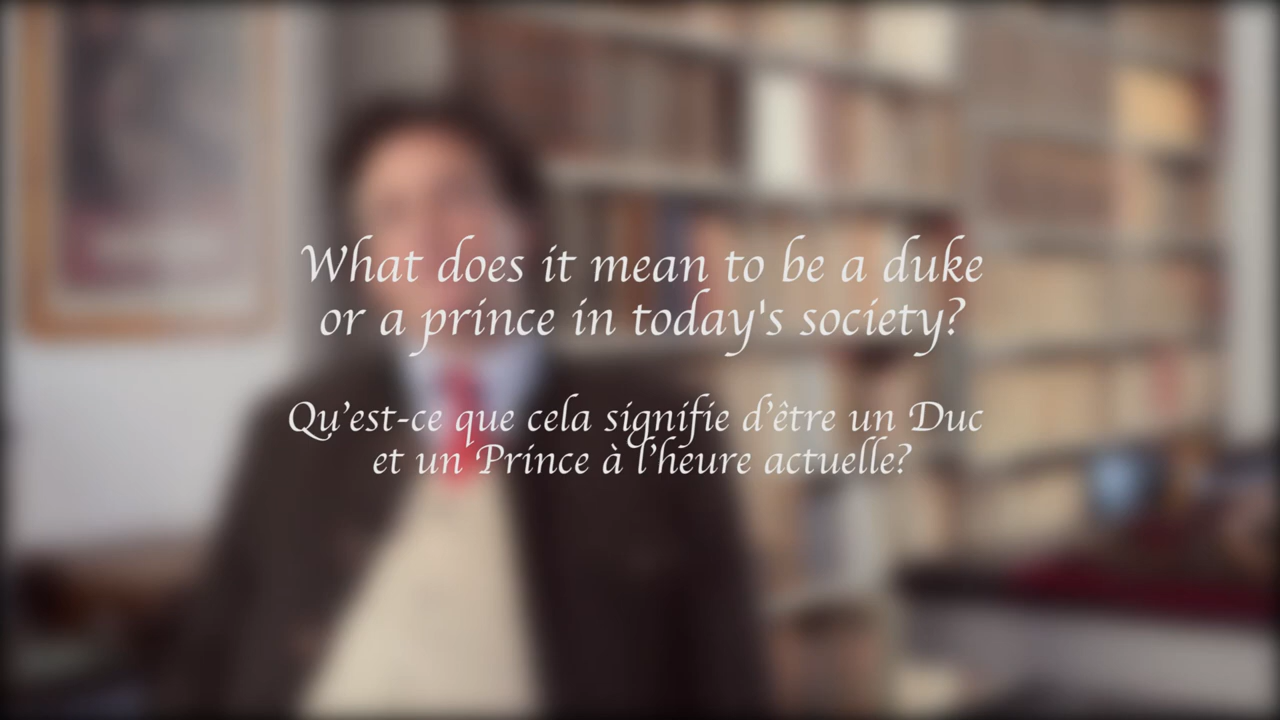 What does it mean to be a duke
or a prince in today's society?
Qu'est-ce que cela signifie d'être un Duc
et un Prince à l'heure actuelle?